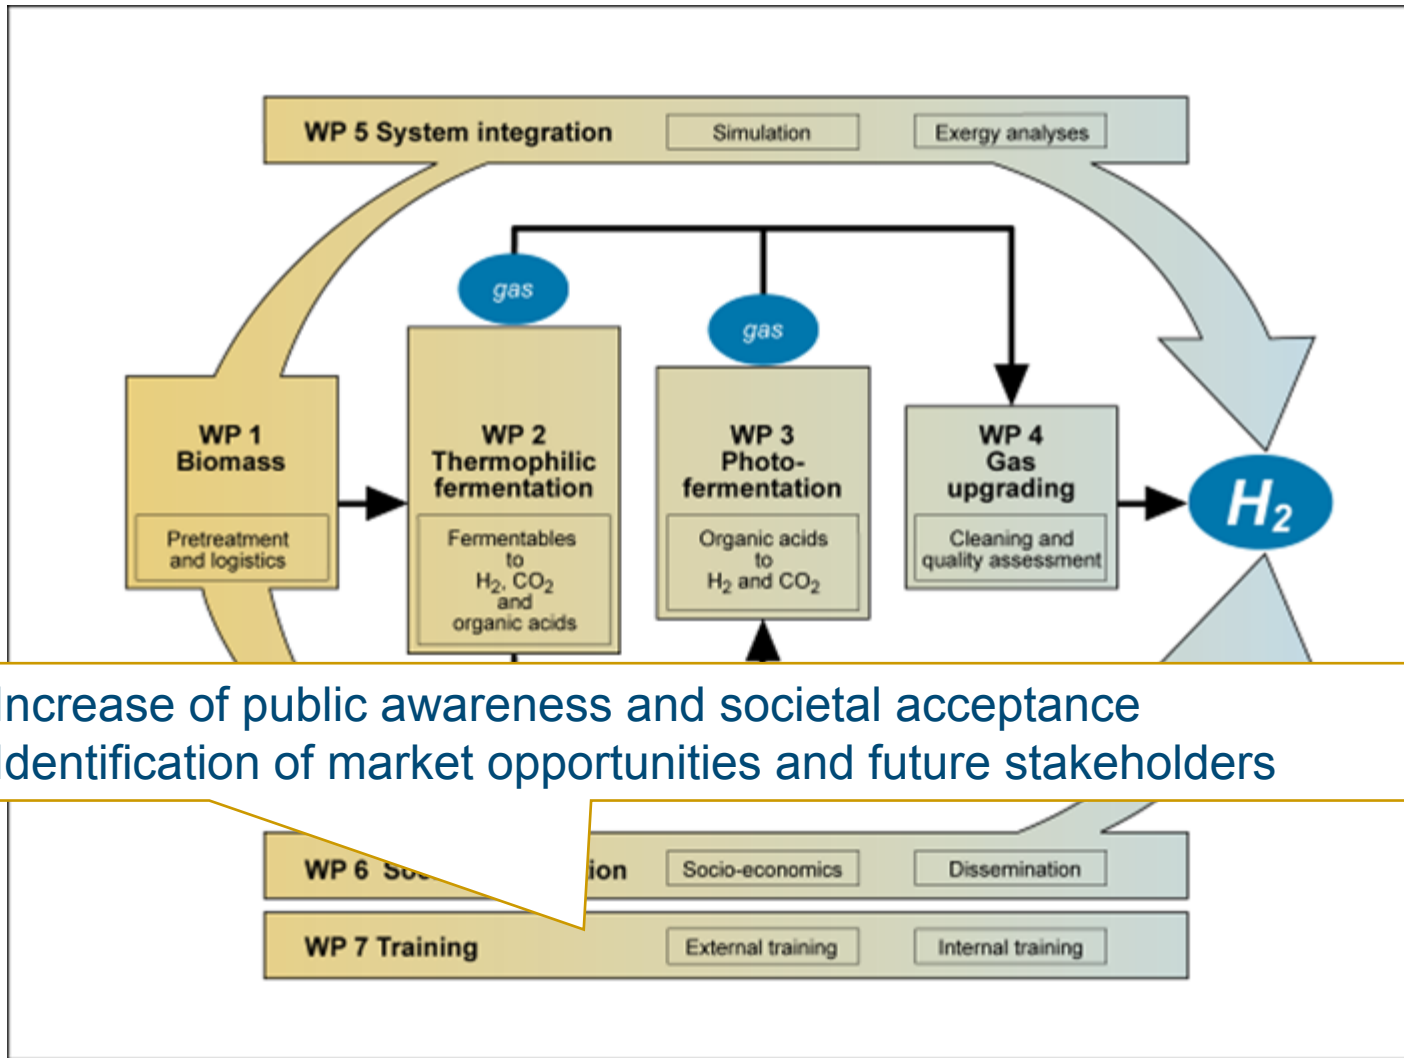 WP 5 System integration
Simulation
Exergy analyses
gas
gas
WP 1
Biomass
Pretreatment
and logistics
WP 2
Thermophilic
fermentation
Fermentables
to
H₂, CO₂
and
organic acids
WP 3
Photo-
fermentation
Organic acids
to
H₂ and CO₂
WP 4
Gas
upgrading
Cleaning and
quality assessment
H₂
Increase of public awareness and societal acceptance
Identification of market opportunities and future stakeholders
WP 6
Socio-economics
Dissemination
WP 7 Training
External training
Internal training